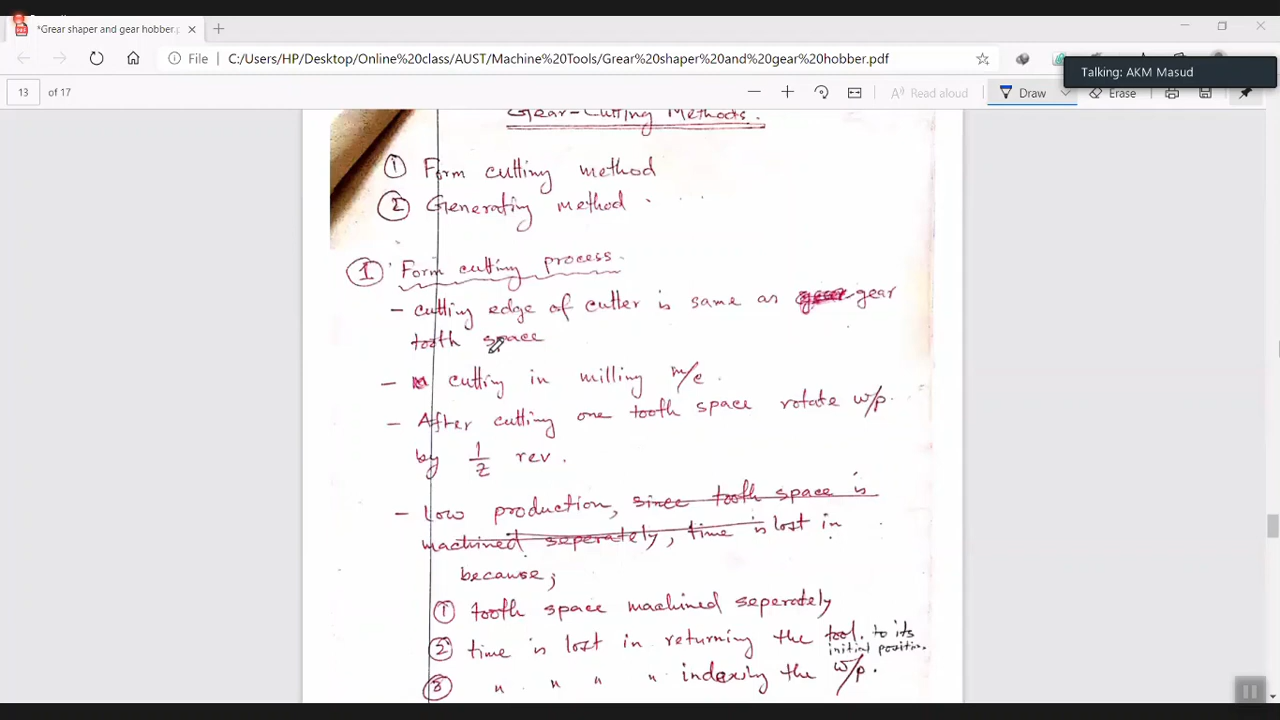 *Grear shaper and gear hobber p
File C:/Users/HP/Desktop/Online%20class/AUST/Machine%20Tools/Grear%20shaper%20and%20gear%20hobber.pdf
Talking: AKM Masud
13 of 17
Read aloud
Draw
Erase
Gear-Cutting Methods.
① Form cutting method
② Generating method
① Form cutting process.
- cutting edge of cutter is same as gear
tooth space
- cutting in milling m/c.
- After cutting one tooth space rotate w/p.
by 1/z rev.
- Low production, since tooth space is
machined seperately, time is lost in
because;
① tooth space machined seperately
② time is lost in returning the tool. to its
initial position.
③ " " " " indexing the w/p.